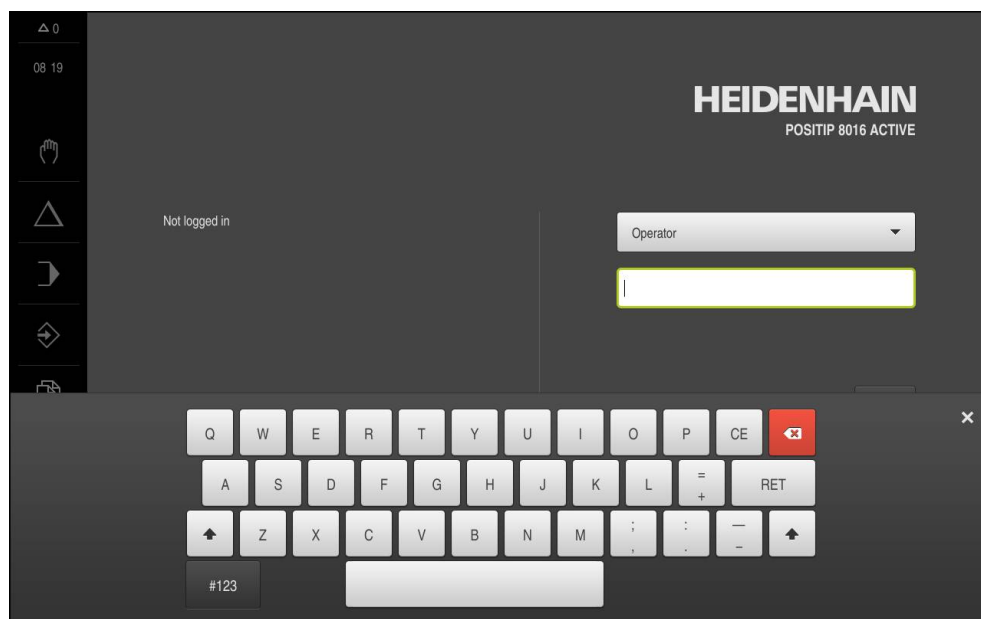 0
08 19
HEIDENHAIN
POSITIP 8016 ACTIVE
Not logged in
Operator
Q W E R T Y U I O P CE
A S D F G H J K L = + RET
Z X C V B N M ; , : . — –
#123